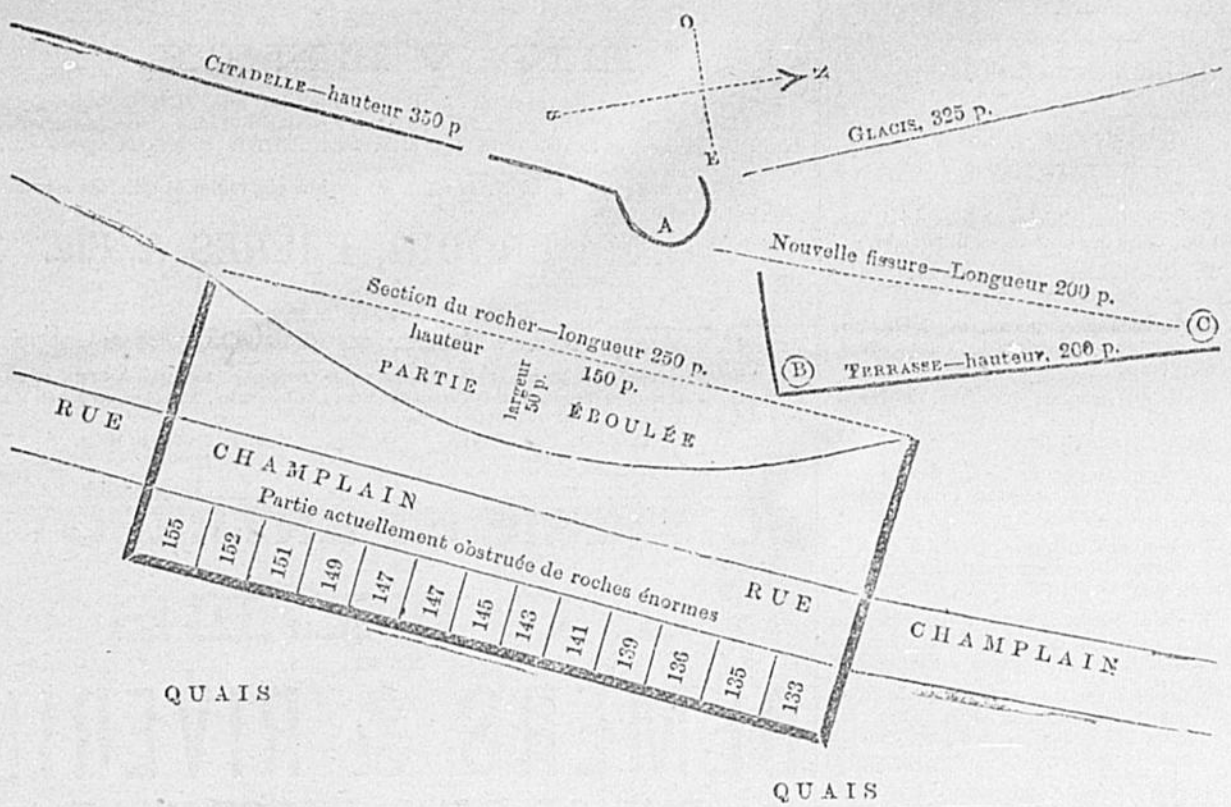 O
N
S
E
CITADELLE—hauteur 350 p
GLACIS, 325 p.
A
Nouvelle fissure—Longueur 200 p.
C
B
TERRASSE—hauteur, 200 p.
Section du rocher—longueur 250 p.
hauteur
150 p.
largeur
50 p.
PARTIE ÉBOULÉE
RUE CHAMPLAIN
RUE CHAMPLAIN
Partie actuellement obstruée de roches énormes
155 152 151 149 147 147 145 143 141 139 136 135 133
QUAIS
QUAIS